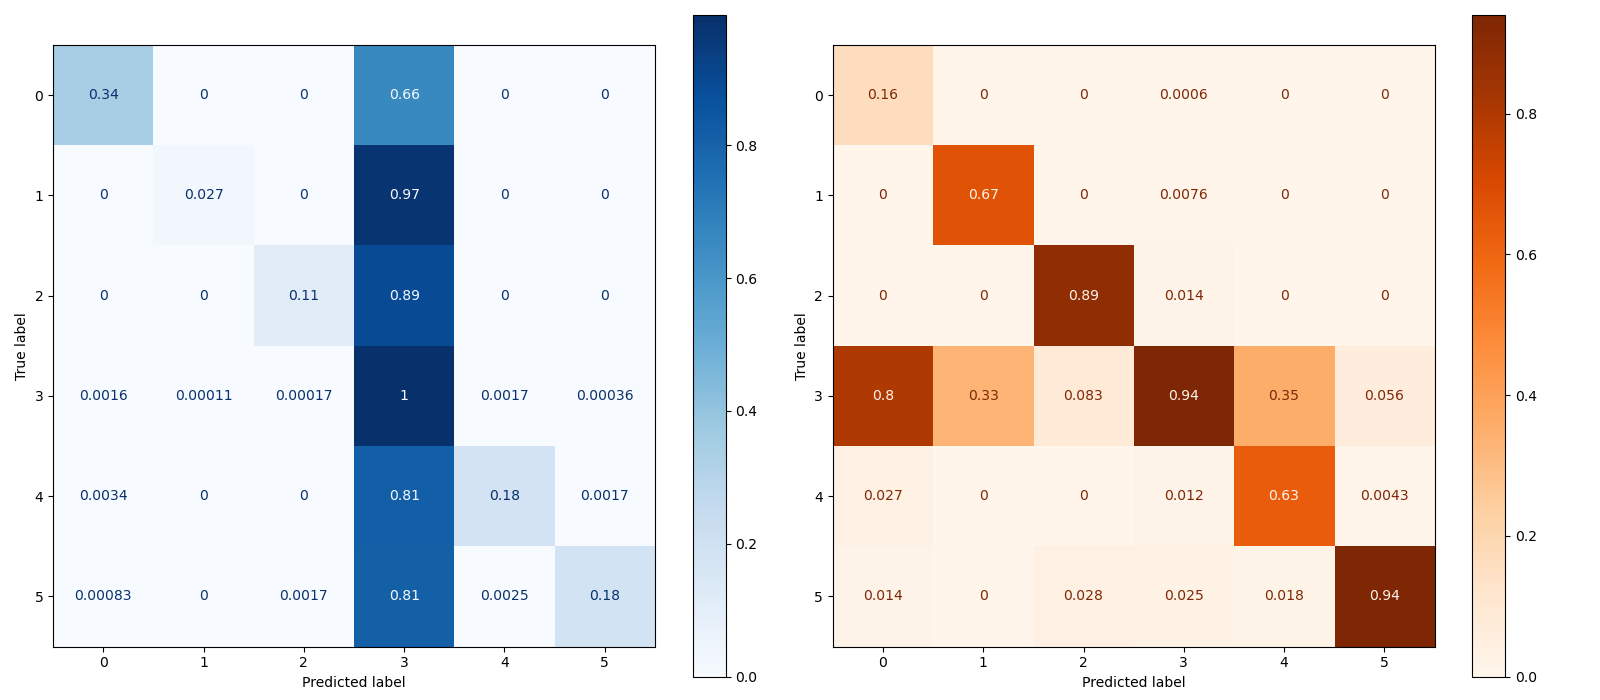 0 0.34 0 0 0.66 0 0
1 0 0.027 0 0.97 0 0
2 0 0 0.11 0.89 0 0
3 0.0016 0.00011 0.00017 1 0.0017 0.00036
4 0.0034 0 0 0.81 0.18 0.0017
5 0.00083 0 0.0017 0.81 0.0025 0.18
0 1 2 3 4 5
True label
Predicted label
0.8
0.6
0.4
0.2
0.0
0 0.16 0 0 0.0006 0 0
1 0 0.67 0 0.0076 0 0
2 0 0 0.89 0.014 0 0
3 0.8 0.33 0.083 0.94 0.35 0.056
4 0.027 0 0 0.012 0.63 0.0043
5 0.014 0 0.028 0.025 0.018 0.94
0 1 2 3 4 5
True label
Predicted label
0.8
0.6
0.4
0.2
0.0